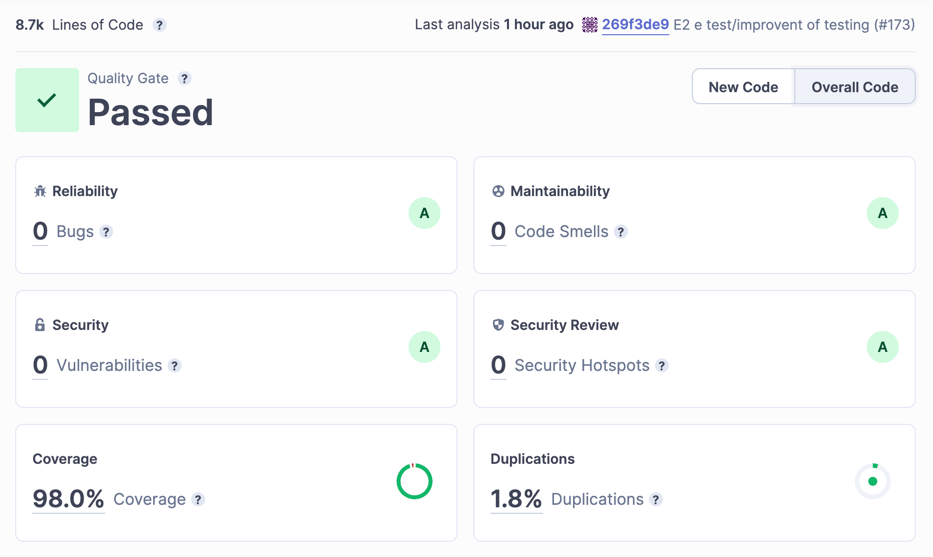 8.7k Lines of Code ?
Last analysis 1 hour ago 269f3de9 E2 e test/improvent of testing (#173)
Quality Gate ?
Passed
New Code Overall Code
Reliability
0 Bugs ?
A
Maintainability
0 Code Smells ?
A
Security
0 Vulnerabilities ?
A
Security Review
0 Security Hotspots ?
A
Coverage
98.0% Coverage ?
Duplications
1.8% Duplications ?